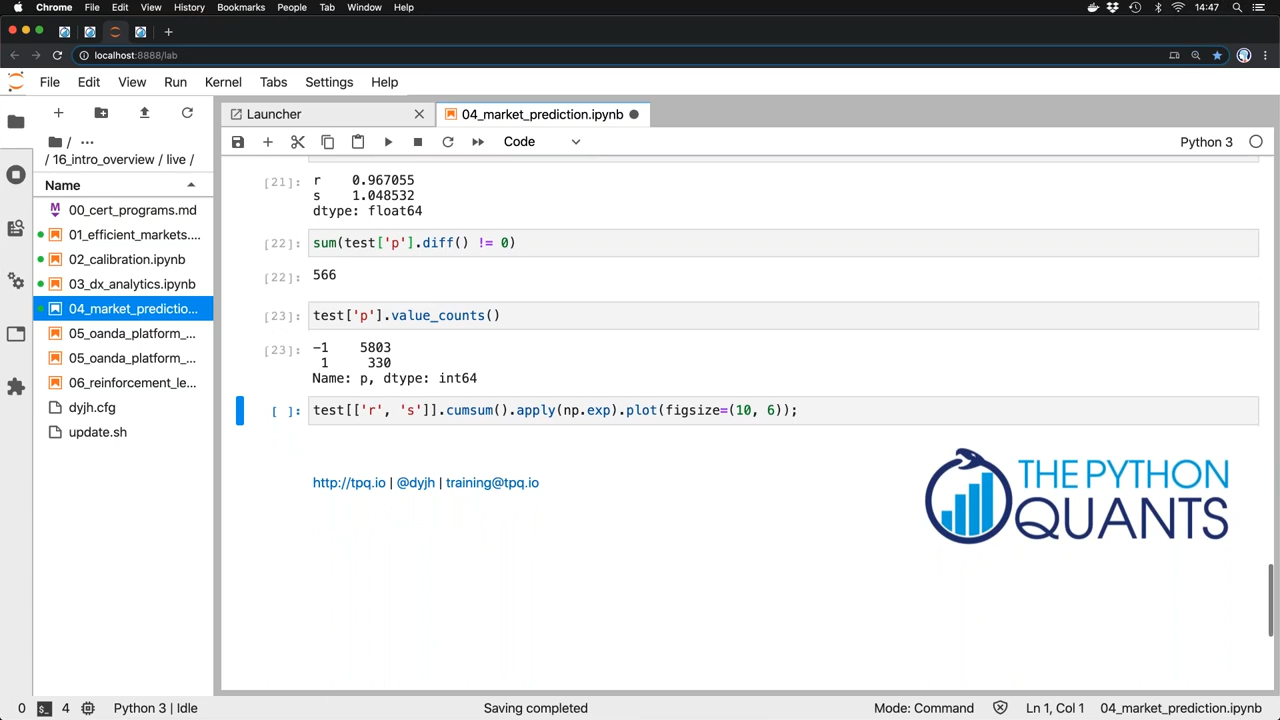 Chrome File Edit View History Bookmarks People Tab Window Help 14:47
localhost:8888/lab
File Edit View Run Kernel Tabs Settings Help
Launcher
04_market_prediction.ipynb
Code
Python 3
/ ...
/ 16_intro_overview / live /
Name
00_cert_programs.md
01_efficient_markets....
02_calibration.ipynb
03_dx_analytics.ipynb
04_market_predictio...
05_oanda_platform_...
05_oanda_platform_...
06_reinforcement_le...
dyjh.cfg
update.sh
[21]: r 0.967055
s 1.048532
dtype: float64
[22]: sum(test['p'].diff() != 0)
[22]: 566
[23]: test['p'].value_counts()
[23]: -1 5803
1 330
Name: p, dtype: int64
[ ]: test[['r', 's']].cumsum().apply(np.exp).plot(figsize=(10, 6));
THE PYTHON
QUANTS
http://tpq.io | @dyjh | training@tpq.io
0 4 Python 3 | Idle Saving completed Mode: Command Ln 1, Col 1 04_market_prediction.ipynb